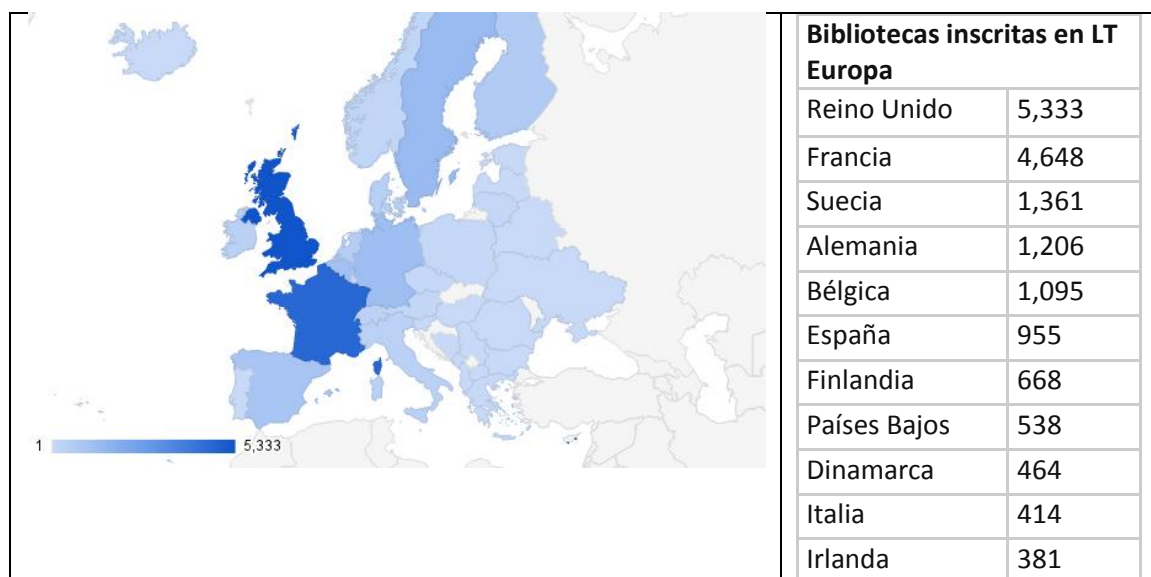 Bibliotecas inscritas en LT
Europa
Reino Unido 5,333
Francia 4,648
Suecia 1,361
Alemania 1,206
Bélgica 1,095
España 955
Finlandia 668
Países Bajos 538
Dinamarca 464
Italia 414
Irlanda 381
1 5,333